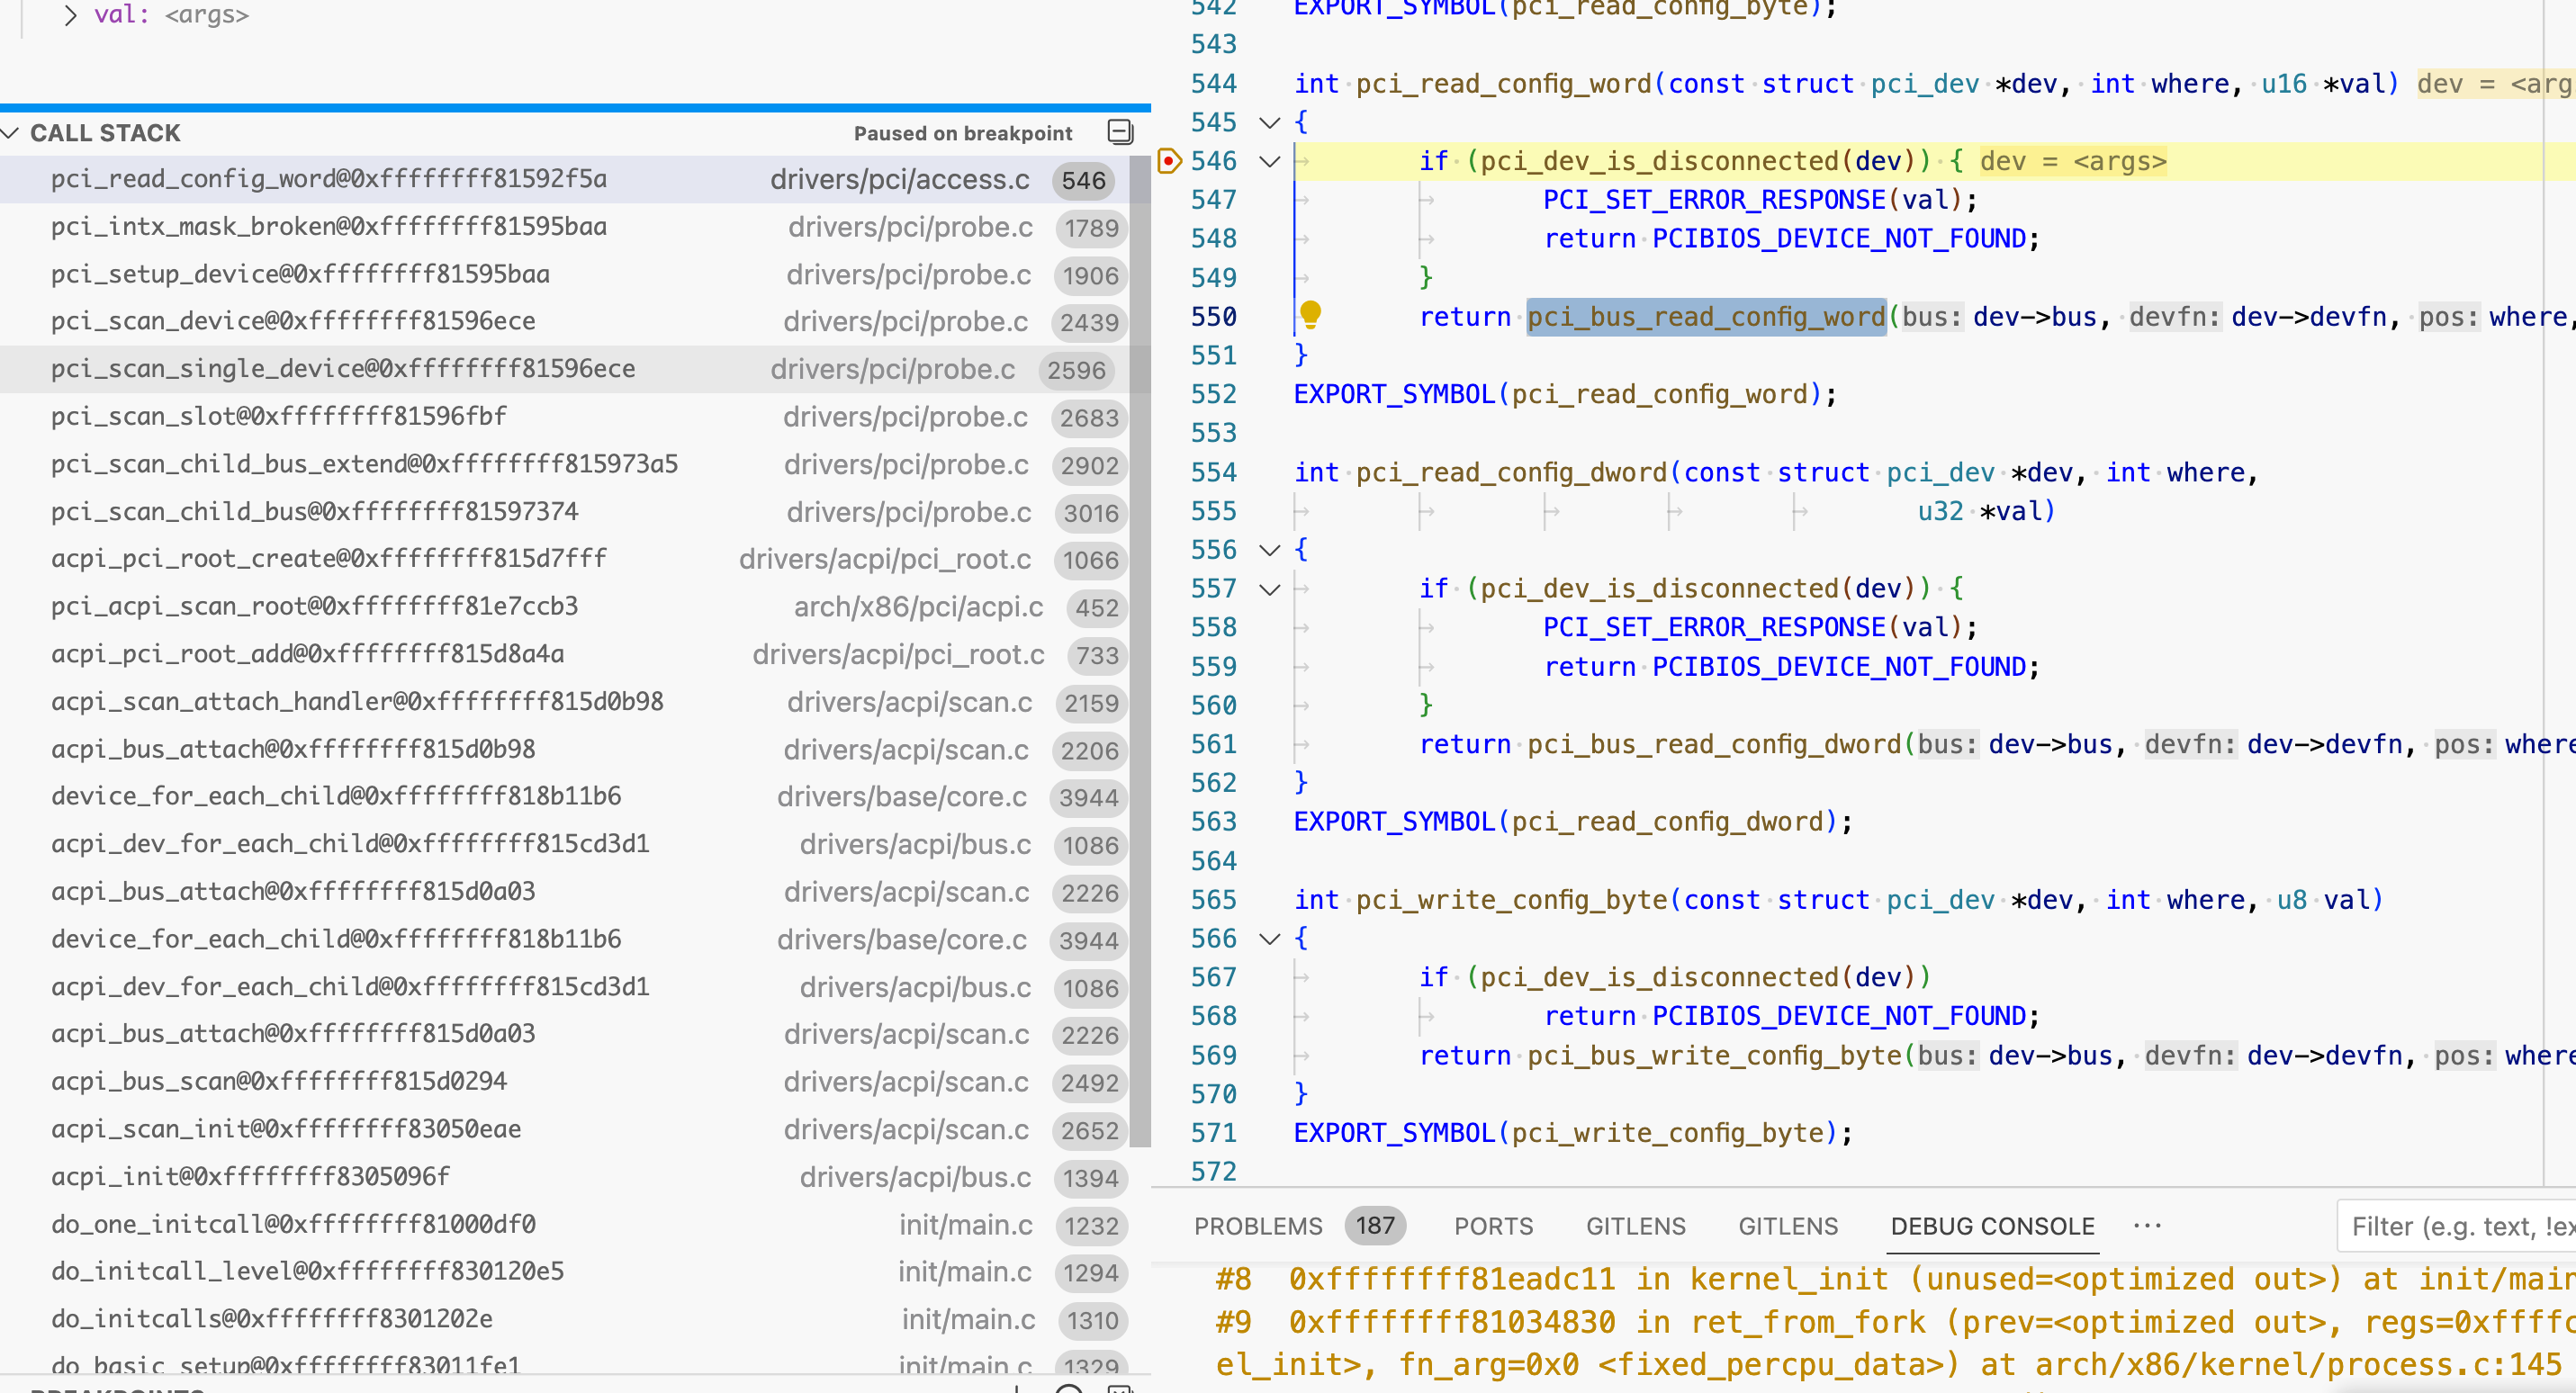 val: <args>
CALL STACK Paused on breakpoint
pci_read_config_word@0xffffffff81592f5a drivers/pci/access.c 546
pci_intx_mask_broken@0xffffffff81595baa drivers/pci/probe.c 1789
pci_setup_device@0xffffffff81595baa drivers/pci/probe.c 1906
pci_scan_device@0xffffffff81596ece drivers/pci/probe.c 2439
pci_scan_single_device@0xffffffff81596ece drivers/pci/probe.c 2596
pci_scan_slot@0xffffffff81596fbf drivers/pci/probe.c 2683
pci_scan_child_bus_extend@0xffffffff815973a5 drivers/pci/probe.c 2902
pci_scan_child_bus@0xffffffff81597374 drivers/pci/probe.c 3016
acpi_pci_root_create@0xffffffff815d7fff drivers/acpi/pci_root.c 1066
pci_acpi_scan_root@0xffffffff81e7ccb3 arch/x86/pci/acpi.c 452
acpi_pci_root_add@0xffffffff815d8a4a drivers/acpi/pci_root.c 733
acpi_scan_attach_handler@0xffffffff815d0b98 drivers/acpi/scan.c 2159
acpi_bus_attach@0xffffffff815d0b98 drivers/acpi/scan.c 2206
device_for_each_child@0xffffffff818b11b6 drivers/base/core.c 3944
acpi_dev_for_each_child@0xffffffff815cd3d1 drivers/acpi/bus.c 1086
acpi_bus_attach@0xffffffff815d0a03 drivers/acpi/scan.c 2226
device_for_each_child@0xffffffff818b11b6 drivers/base/core.c 3944
acpi_dev_for_each_child@0xffffffff815cd3d1 drivers/acpi/bus.c 1086
acpi_bus_attach@0xffffffff815d0a03 drivers/acpi/scan.c 2226
acpi_bus_scan@0xffffffff815d0294 drivers/acpi/scan.c 2492
acpi_scan_init@0xffffffff83050eae drivers/acpi/scan.c 2652
acpi_init@0xffffffff8305096f drivers/acpi/bus.c 1394
do_one_initcall@0xffffffff81000df0 init/main.c 1232
do_initcall_level@0xffffffff830120e5 init/main.c 1294
do_initcalls@0xffffffff8301202e init/main.c 1310
do_basic_setup@0xffffffff83011fe1 init/main.c 1329
BREAKPOINTS
542 EXPORT_SYMBOL(pci_read_config_byte);
543
544 int pci_read_config_word(const struct pci_dev *dev, int where, u16 *val) dev = <arg
545 {
546 if (pci_dev_is_disconnected(dev)) { dev = <args>
547 PCI_SET_ERROR_RESPONSE(val);
548 return PCIBIOS_DEVICE_NOT_FOUND;
549 }
550 return pci_bus_read_config_word(bus: dev->bus, devfn: dev->devfn, pos: where,
551 }
552 EXPORT_SYMBOL(pci_read_config_word);
553
554 int pci_read_config_dword(const struct pci_dev *dev, int where,
555 u32 *val)
556 {
557 if (pci_dev_is_disconnected(dev)) {
558 PCI_SET_ERROR_RESPONSE(val);
559 return PCIBIOS_DEVICE_NOT_FOUND;
560 }
561 return pci_bus_read_config_dword(bus: dev->bus, devfn: dev->devfn, pos: where
562 }
563 EXPORT_SYMBOL(pci_read_config_dword);
564
565 int pci_write_config_byte(const struct pci_dev *dev, int where, u8 val)
566 {
567 if (pci_dev_is_disconnected(dev))
568 return PCIBIOS_DEVICE_NOT_FOUND;
569 return pci_bus_write_config_byte(bus: dev->bus, devfn: dev->devfn, pos: where
570 }
571 EXPORT_SYMBOL(pci_write_config_byte);
572
PROBLEMS 187 PORTS GITLENS GITLENS DEBUG CONSOLE ··· Filter (e.g. text, !ex
#8 0xffffffff81eadc11 in kernel_init (unused=<optimized out>) at init/main
#9 0xffffffff81034830 in ret_from_fork (prev=<optimized out>, regs=0xffffc
el_init>, fn_arg=0x0 <fixed_percpu_data>) at arch/x86/kernel/process.c:145